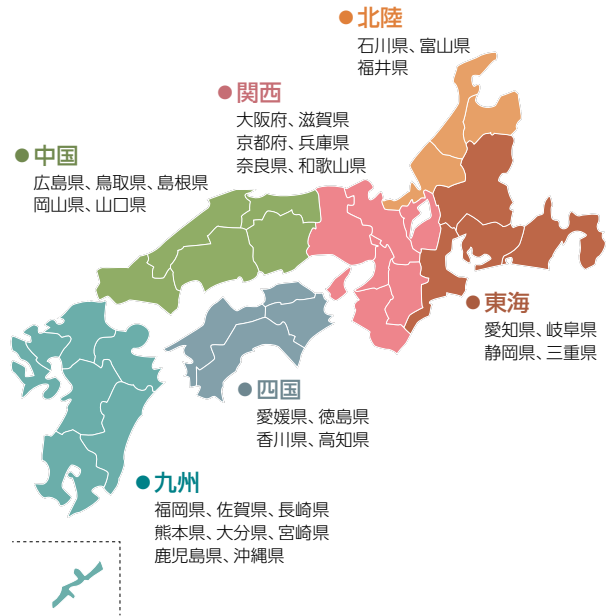 北陸
石川県、富山県
福井県
関西
大阪府、滋賀県
京都府、兵庫県
奈良県、和歌山県
中国
広島県、鳥取県、島根県
岡山県、山口県
東海
愛知県、岐阜県
静岡県、三重県
四国
愛媛県、徳島県
香川県、高知県
九州
福岡県、佐賀県、長崎県
熊本県、大分県、宮崎県
鹿児島県、沖縄県